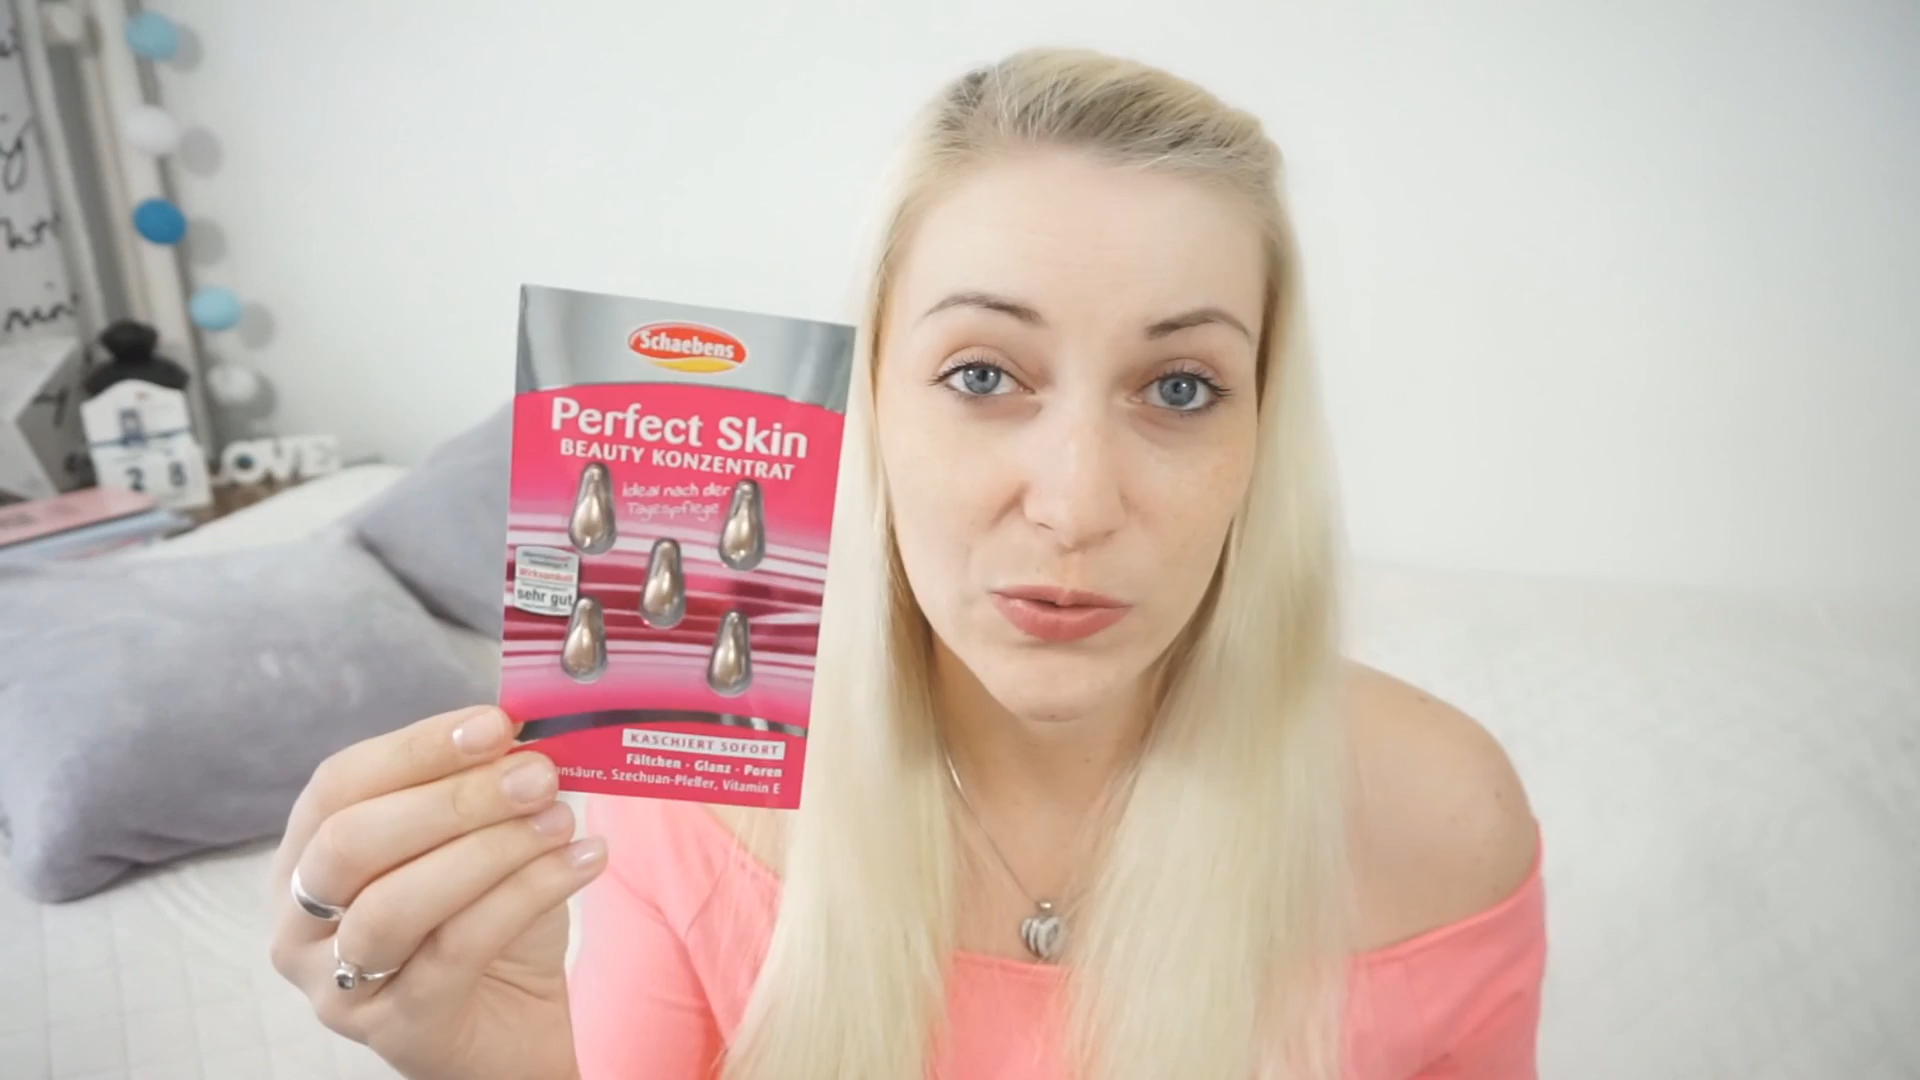 Schaebens
Perfect Skin
BEAUTY KONZENTRAT
Ideal nach der
Tagespflege
Wirksamkeit
sehr gut
KASCHIERT SOFORT
Fältchen - Glanz - Poren
Szechuan-Pfeffer, Vitamin E
2 8
LOVE